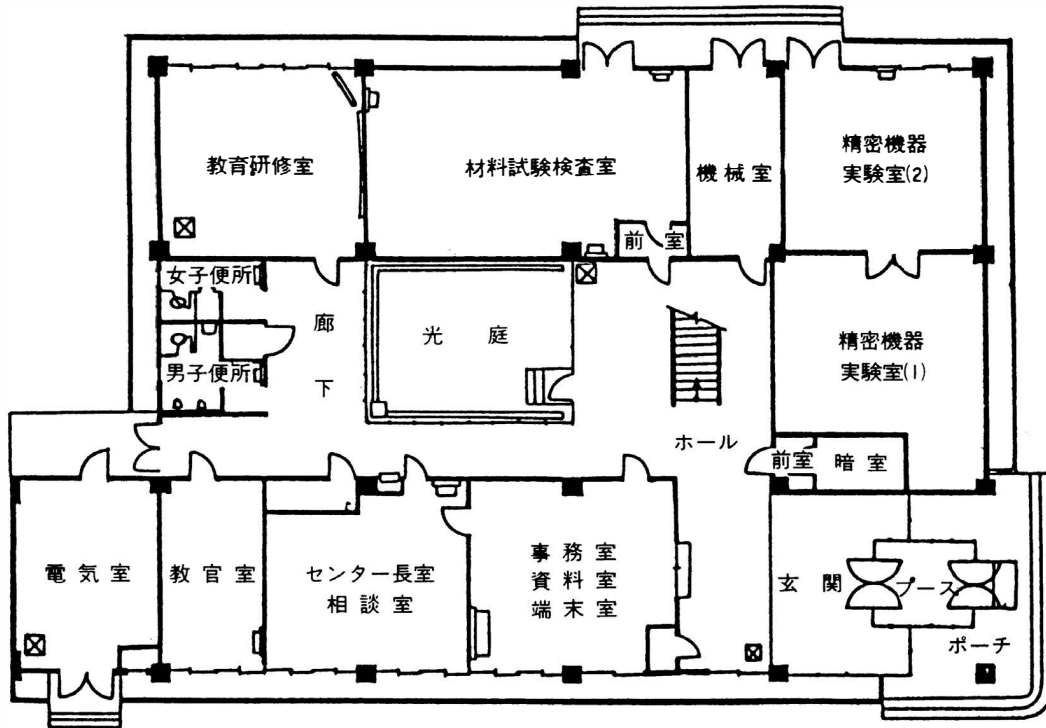 教育研修室
材料試験検査室
機械室
精密機器
実験室(2)
前室
女子便所
男子便所
廊下
光庭
精密機器
実験室(1)
ホール
前室
暗室
電気室
教官室
センター長室
相談室
事務室
資料室
端末室
玄関
ブース
ポーチ